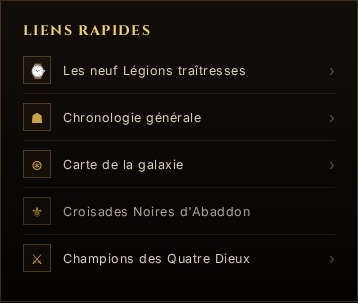 LIENS RAPIDES
Les neuf Légions traîtresses ›
Chronologie générale ›
Carte de la galaxie ›
Croisades Noires d'Abaddon
Champions des Quatre Dieux ›